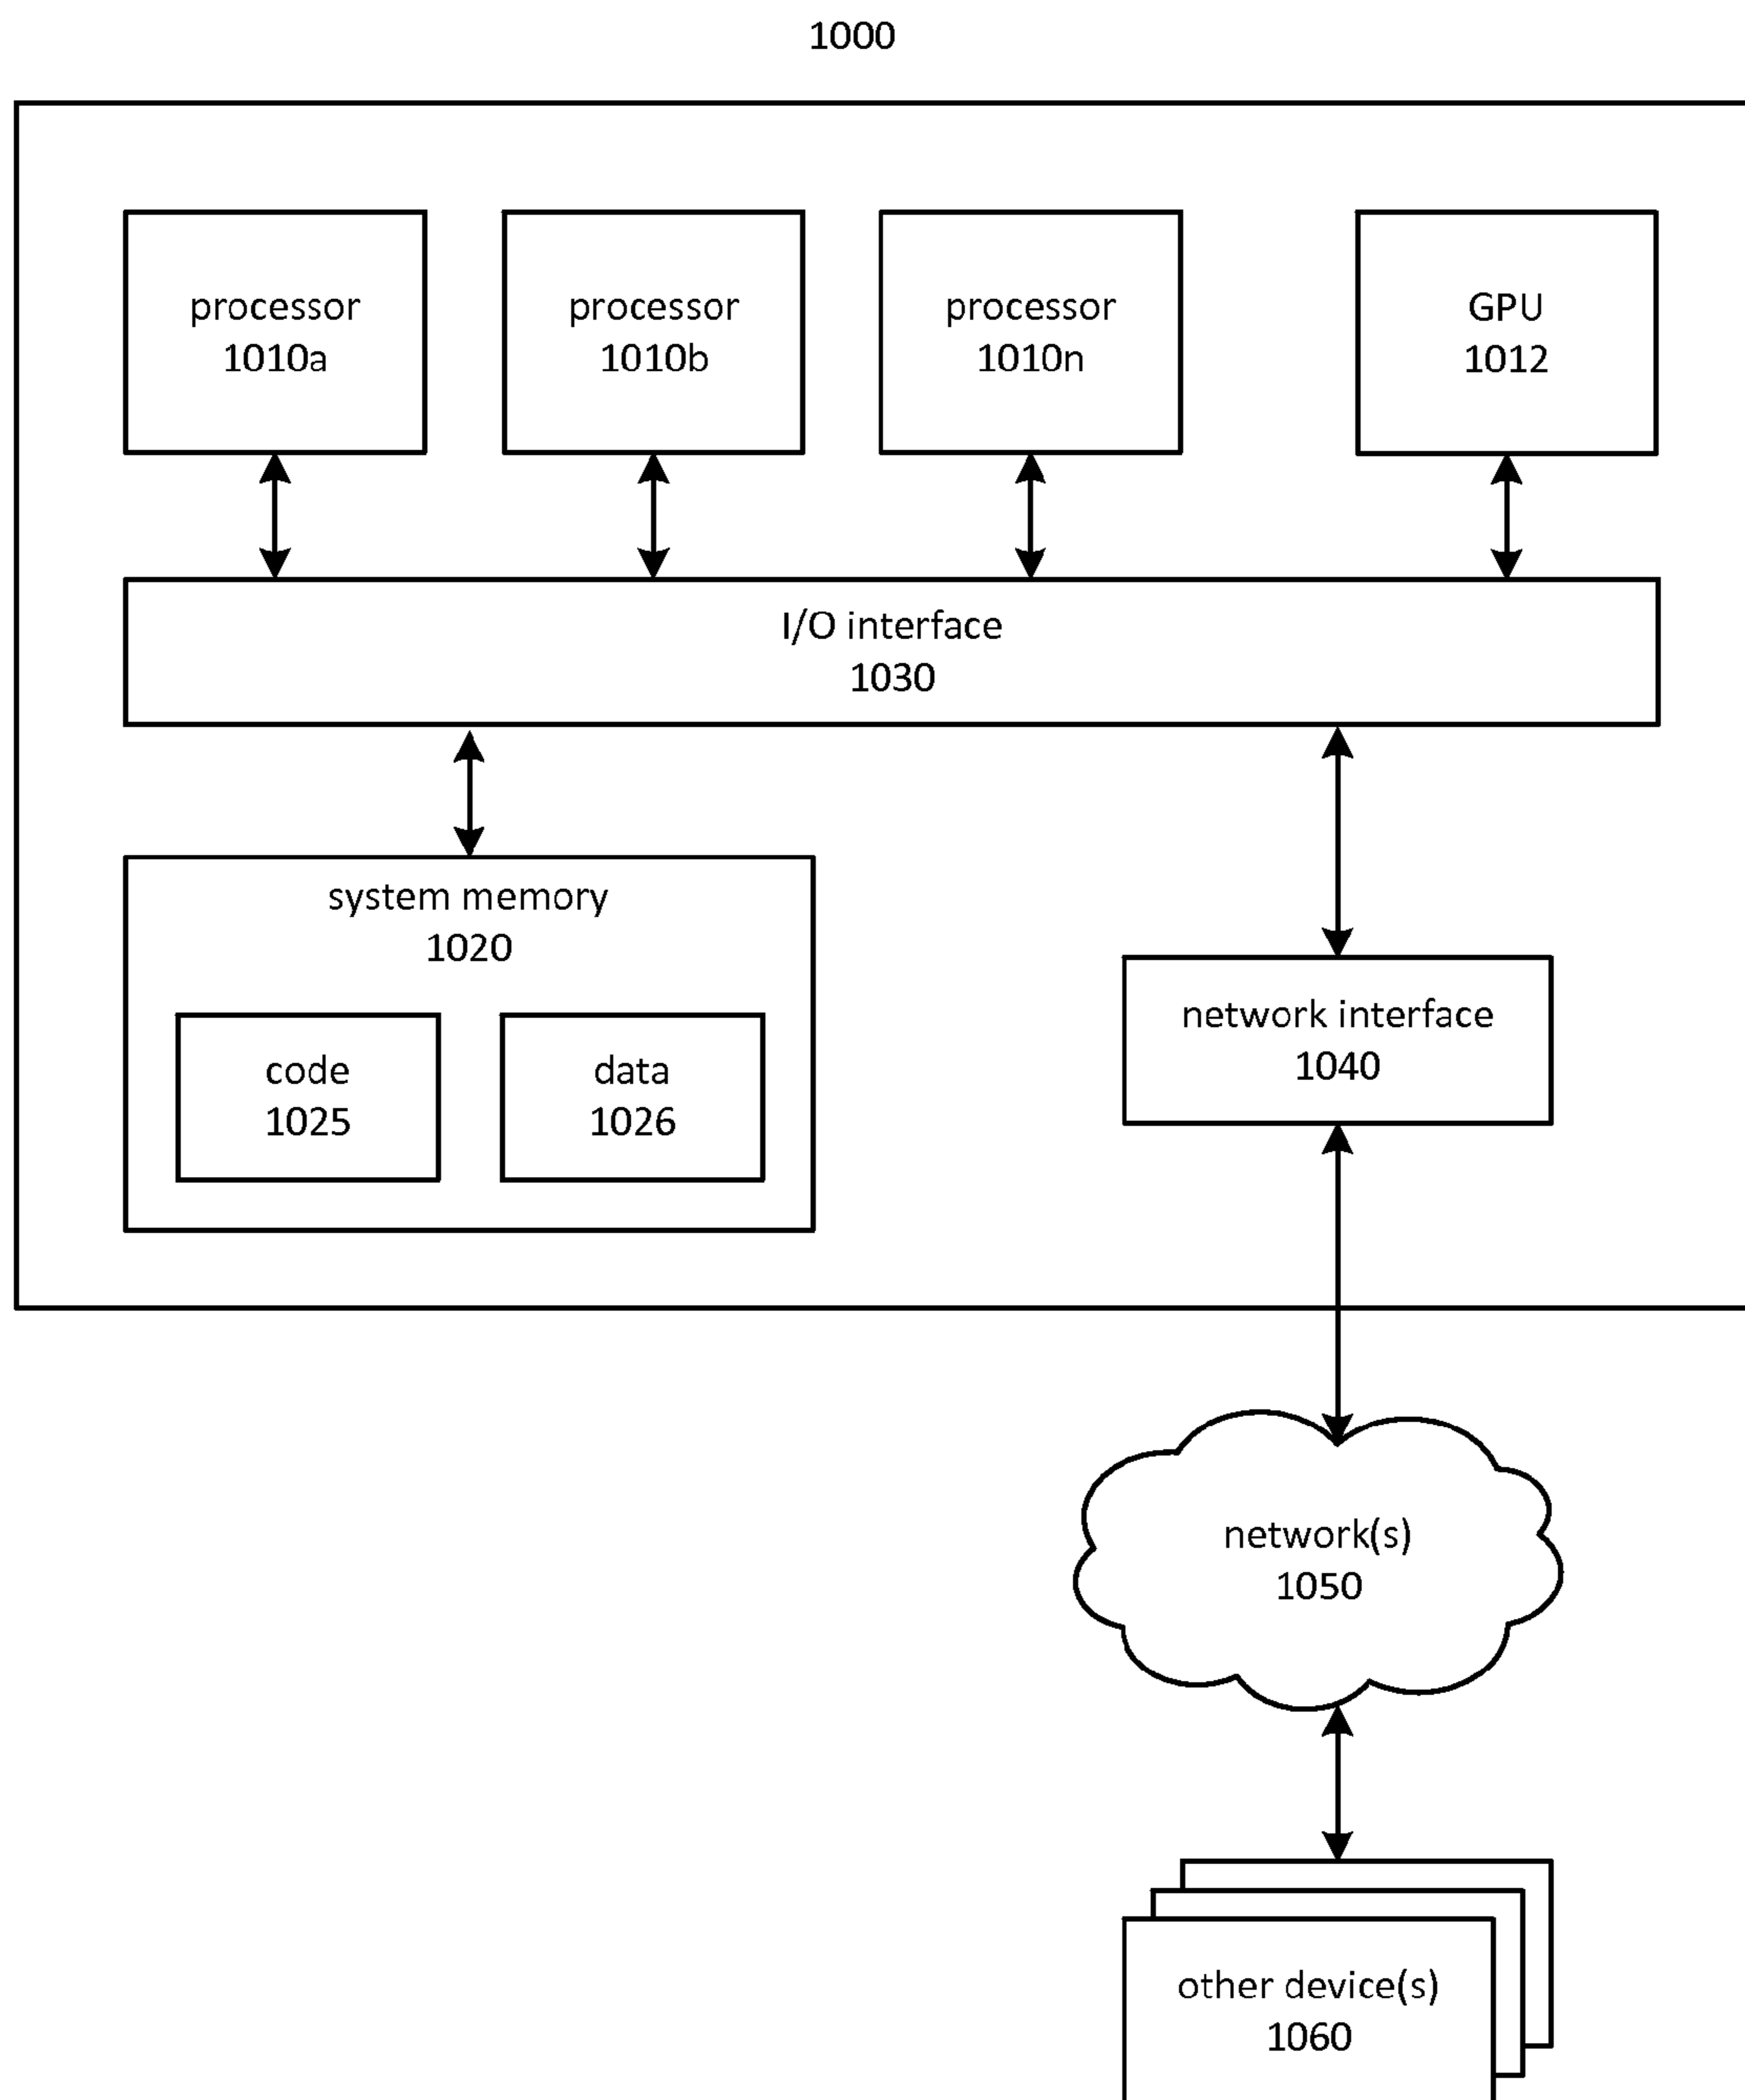 1000
processor
1010a
processor
1010b
processor
1010n
GPU
1012
I/O interface
1030
system memory
1020
code
1025
data
1026
network interface
1040
network(s)
1050
other device(s)
1060